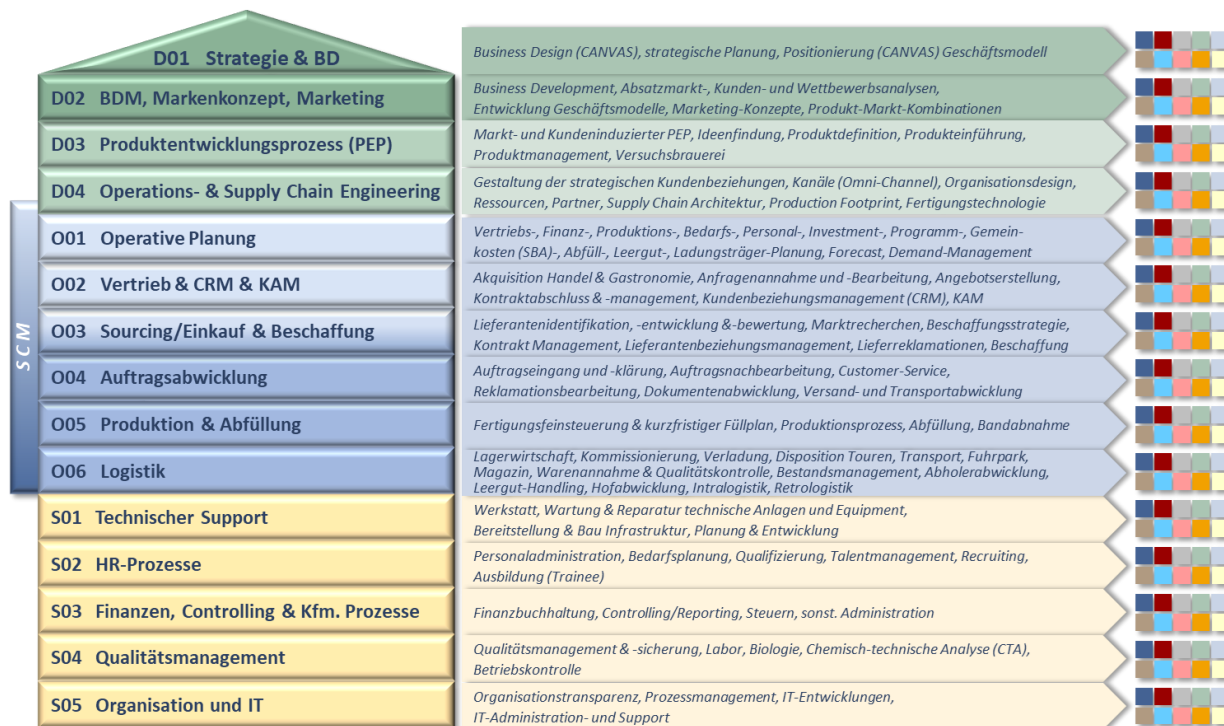 D01 Strategie & BD
Business Design (CANVAS), strategische Planung, Positionierung (CANVAS) Geschäftsmodell
D02 BDM, Markenkonzept, Marketing
Business Development, Absatzmarkt-, Kunden- und Wettbewerbsanalysen,
Entwicklung Geschäftsmodelle, Marketing-Konzepte, Produkt-Markt-Kombinationen
D03 Produktentwicklungsprozess (PEP)
Markt- und Kundeninduzierter PEP, Ideenfindung, Produktdefinition, Produkteinführung,
Produktmanagement, Versuchsbrauerei
D04 Operations- & Supply Chain Engineering
Gestaltung der strategischen Kundenbeziehungen, Kanäle (Omni-Channel), Organisationsdesign,
Ressourcen, Partner, Supply Chain Architektur, Production Footprint, Fertigungstechnologie
SCM
O01 Operative Planung
Vertriebs-, Finanz-, Produktions-, Bedarfs-, Personal-, Investment-, Programm-, Gemein-
kosten (SBA)-, Abfüll-, Leergut-, Ladungsträger-Planung, Forecast, Demand-Management
O02 Vertrieb & CRM & KAM
Akquisition Handel & Gastronomie, Anfragenannahme und -Bearbeitung, Angebotserstellung,
Kontraktabschluss & -management, Kundenbeziehungsmanagement (CRM), KAM
O03 Sourcing/Einkauf & Beschaffung
Lieferantenidentifikation, -entwicklung &-bewertung, Marktrecherchen, Beschaffungsstrategie,
Kontrakt Management, Lieferantenbeziehungsmanagement, Lieferreklamationen, Beschaffung
O04 Auftragsabwicklung
Auftragseingang und -klärung, Auftragsnachbearbeitung, Customer-Service,
Reklamationsbearbeitung, Dokumentenabwicklung, Versand- und Transportabwicklung
O05 Produktion & Abfüllung
Fertigungsfeinsteuerung & kurzfristiger Füllplan, Produktionsprozess, Abfüllung, Bandabnahme
O06 Logistik
Lagerwirtschaft, Kommissionierung, Verladung, Disposition Touren, Transport, Fuhrpark,
Magazin, Warenannahme & Qualitätskontrolle, Bestandsmanagement, Abholerabwicklung,
Leergut-Handling, Hofabwicklung, Intralogistik, Retrologistik
S01 Technischer Support
Werkstatt, Wartung & Reparatur technische Anlagen und Equipment,
Bereitstellung & Bau Infrastruktur, Planung & Entwicklung
S02 HR-Prozesse
Personaladministration, Bedarfsplanung, Qualifizierung, Talentmanagement, Recruiting,
Ausbildung (Trainee)
S03 Finanzen, Controlling & Kfm. Prozesse
Finanzbuchhaltung, Controlling/Reporting, Steuern, sonst. Administration
S04 Qualitätsmanagement
Qualitätsmanagement & -sicherung, Labor, Biologie, Chemisch-technische Analyse (CTA),
Betriebskontrolle
S05 Organisation und IT
Organisationstransparenz, Prozessmanagement, IT-Entwicklungen,
IT-Administration- und Support